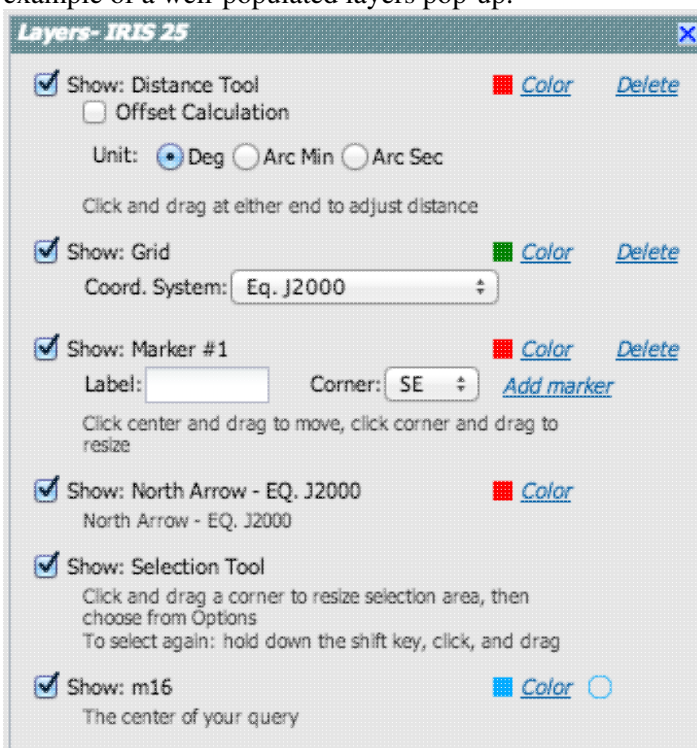 example of a well-populated layers pop-up.
Layers- IRIS 25
Show: Distance Tool Color Delete
Offset Calculation
Unit: Deg Arc Min Arc Sec
Click and drag at either end to adjust distance
Show: Grid Color Delete
Coord. System: Eq. J2000
Show: Marker #1 Color Delete
Label: Corner: SE Add marker
Click center and drag to move, click corner and drag to
resize
Show: North Arrow - EQ. J2000 Color
North Arrow - EQ. J2000
Show: Selection Tool
Click and drag a corner to resize selection area, then
choose from Options
To select again: hold down the shift key, click, and drag
Show: m16 Color
The center of your query